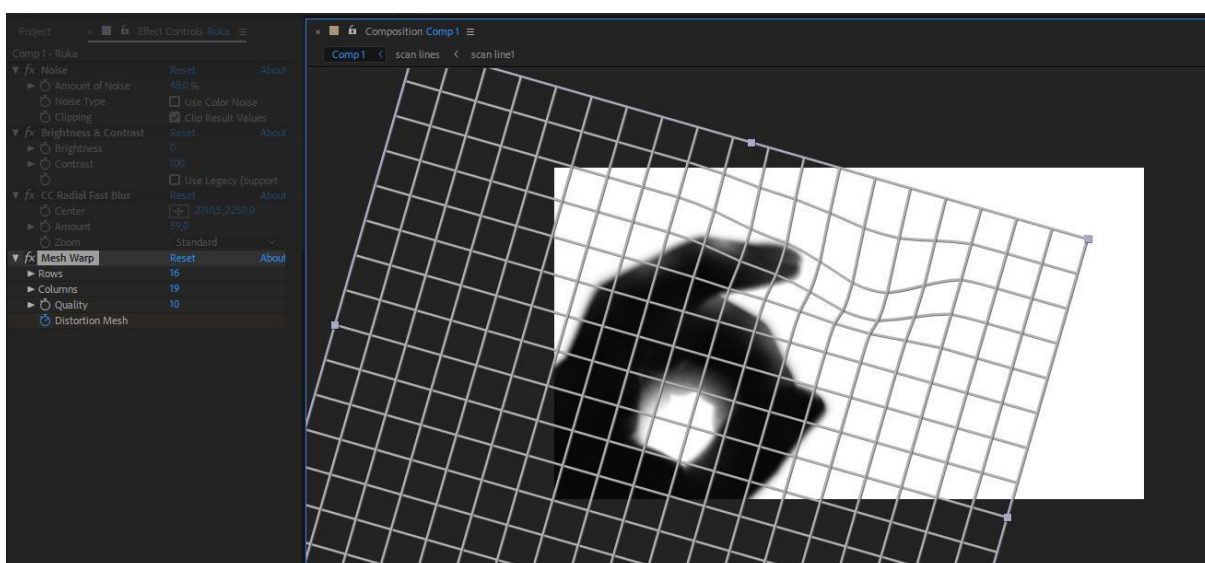 Project × Effect Controls Ruka
Comp 1 • Ruka
fx Noise Reset About
Amount of Noise 48,0 %
Noise Type Use Color Noise
Clipping Clip Result Values
fx Brightness & Contrast Reset About
Brightness 0
Contrast 100
Use Legacy (support
fx CC Radial Fast Blur Reset About
Center 2710,5,2250,0
Amount 59,0
Zoom Standard
fx Mesh Warp Reset About
Rows 16
Columns 19
Quality 10
Distortion Mesh
× Composition Comp 1
Comp 1 < scan lines < scan line1